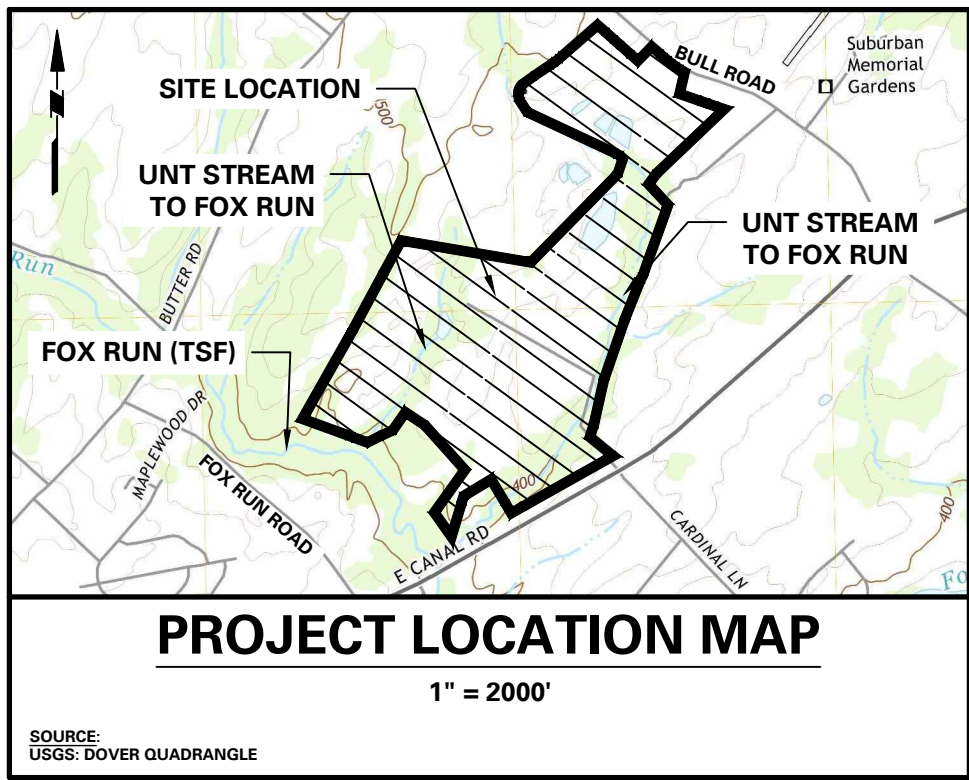 BULL ROAD
Suburban
Memorial
Gardens
SITE LOCATION
500
UNT STREAM
TO FOX RUN
UNT STREAM
TO FOX RUN
Run
BUTTER RD
FOX RUN (TSF)
MAPLEWOOD DR
FOX RUN ROAD
400
E CANAL RD
CARDINAL LN
400
Fo
PROJECT LOCATION MAP
1" = 2000'
SOURCE:
USGS: DOVER QUADRANGLE